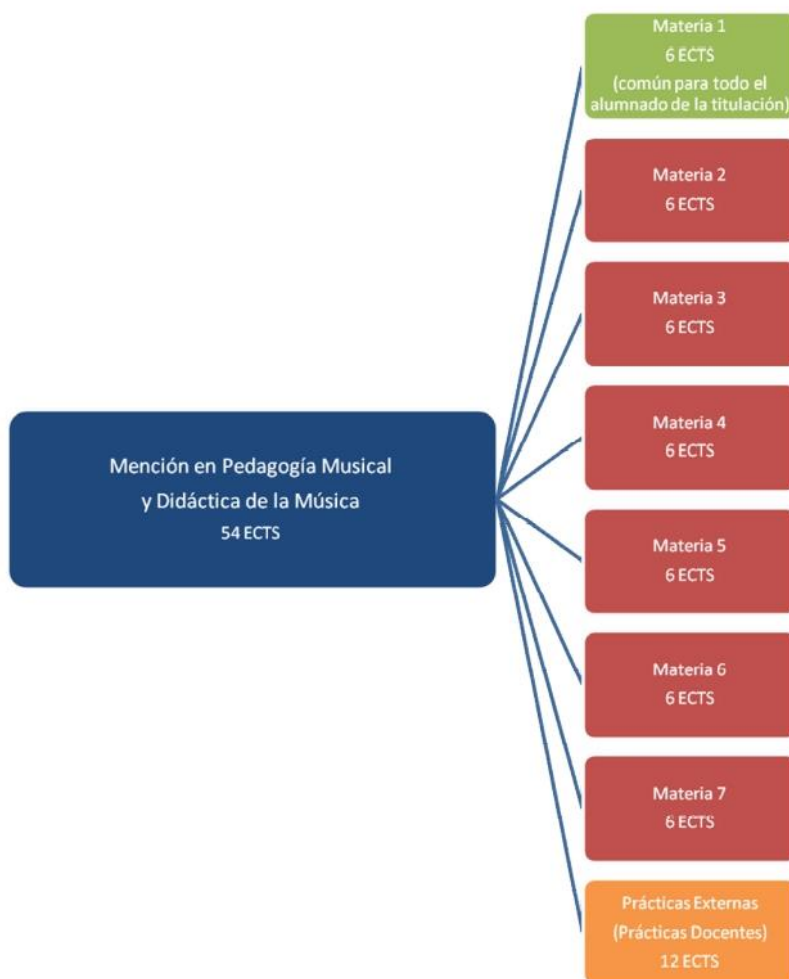 Materia 1
6 ECTS
(común para todo el
alumnado de la titulación)
Materia 2
6 ECTS
Materia 3
6 ECTS
Materia 4
6 ECTS
Mención en Pedagogía Musical
y Didáctica de la Música
54 ECTS
Materia 5
6 ECTS
Materia 6
6 ECTS
Materia 7
6 ECTS
Prácticas Externas
(Prácticas Docentes)
12 ECTS